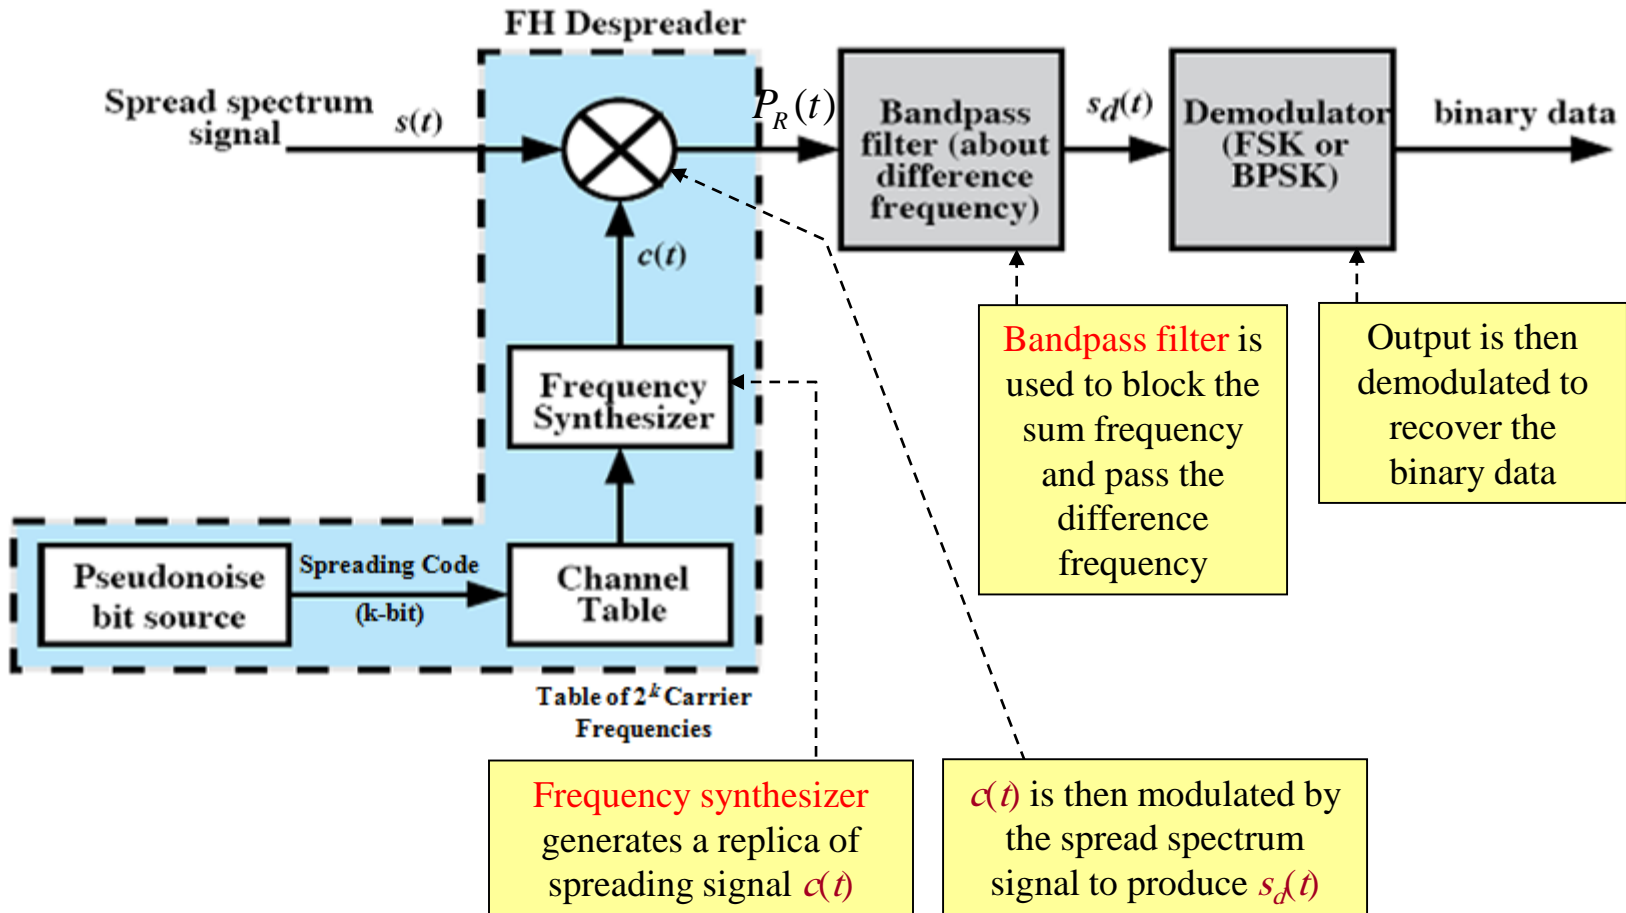 FH Despreader
Spread spectrum
signal
s(t)
P_R(t)
Bandpass
filter (about
difference
frequency)
s_d(t)
Demodulator
(FSK or
BPSK)
binary data
c(t)
Frequency
Synthesizer
Pseudonoise
bit source
Spreading Code
(k-bit)
Channel
Table
Table of 2^k Carrier
Frequencies
Bandpass filter is
used to block the
sum frequency
and pass the
difference
frequency
Output is then
demodulated to
recover the
binary data
Frequency synthesizer
generates a replica of
spreading signal c(t)
c(t) is then modulated by
the spread spectrum
signal to produce s_d(t)